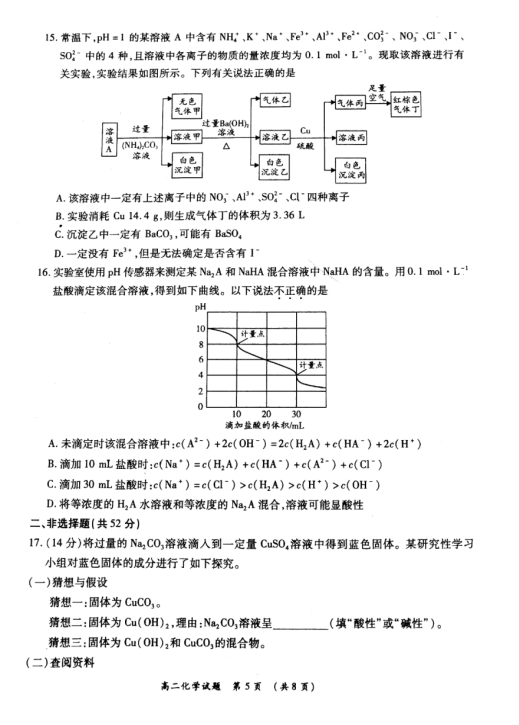 15. 常温下,pH=1 的某溶液 A 中含有 NH₄⁺、K⁺、Na⁺、Fe³⁺、Al³⁺、Fe²⁺、CO₃²⁻、NO₃⁻、Cl⁻、I⁻、
SO₄²⁻ 中的 4 种,且溶液中各离子的物质的量浓度均为 0.1 mol·L⁻¹。现取该溶液进行有
关实验,实验结果如图所示。下列有关说法正确的是
溶液A
过量
(NH₄)₂CO₃
溶液
无色
气体甲
溶液甲
白色
沉淀甲
过量Ba(OH)₂
溶液
△
气体乙
溶液乙
白色
沉淀乙
Cu
硫酸
气体丙
溶液丙
白色
沉淀丙
足量
空气
红棕色
气体丁
A. 该溶液中一定有上述离子中的 NO₃⁻、Al³⁺、SO₄²⁻、Cl⁻ 四种离子
B. 实验消耗 Cu 14.4 g,则生成气体丁的体积为 3.36 L
C. 沉淀乙中一定有 BaCO₃,可能有 BaSO₄
D. 一定没有 Fe³⁺,但是无法确定是否含有 I⁻
16. 实验室使用 pH 传感器来测定某 Na₂A 和 NaHA 混合溶液中 NaHA 的含量。用 0.1 mol·L⁻¹
盐酸滴定该混合溶液,得到如下曲线。以下说法不正确的是
pH
10
8
6
4
2
0
计量点
计量点
10 20 30
滴加盐酸的体积/mL
A. 未滴定时该混合溶液中:c(A²⁻)+2c(OH⁻)=2c(H₂A)+c(HA⁻)+2c(H⁺)
B. 滴加 10 mL 盐酸时:c(Na⁺)=c(H₂A)+c(HA⁻)+c(A²⁻)+c(Cl⁻)
C. 滴加 30 mL 盐酸时:c(Na⁺)=c(Cl⁻)>c(H₂A)>c(H⁺)>c(OH⁻)
D. 将等浓度的 H₂A 水溶液和等浓度的 Na₂A 混合,溶液可能显酸性
二、非选择题(共 52 分)
17. (14 分)将过量的 Na₂CO₃溶液滴入到一定量 CuSO₄溶液中得到蓝色固体。某研究性学习
小组对蓝色固体的成分进行了如下探究。
(一)猜想与假设
猜想一:固体为 CuCO₃。
猜想二:固体为 Cu(OH)₂,理由:Na₂CO₃溶液呈________(填“酸性”或“碱性”)。
猜想三:固体为 Cu(OH)₂和 CuCO₃的混合物。
(二)查阅资料
高二化学试题 第 5 页 (共 8 页)